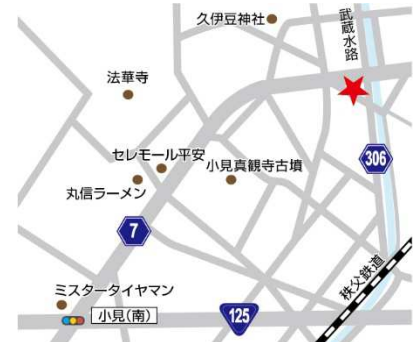 久伊豆神社
武蔵水路
法華寺
セレモール平安
小見真観寺古墳
306
丸信ラーメン
7
秩父鉄道
ミスタータイヤマン
小見(南)
125